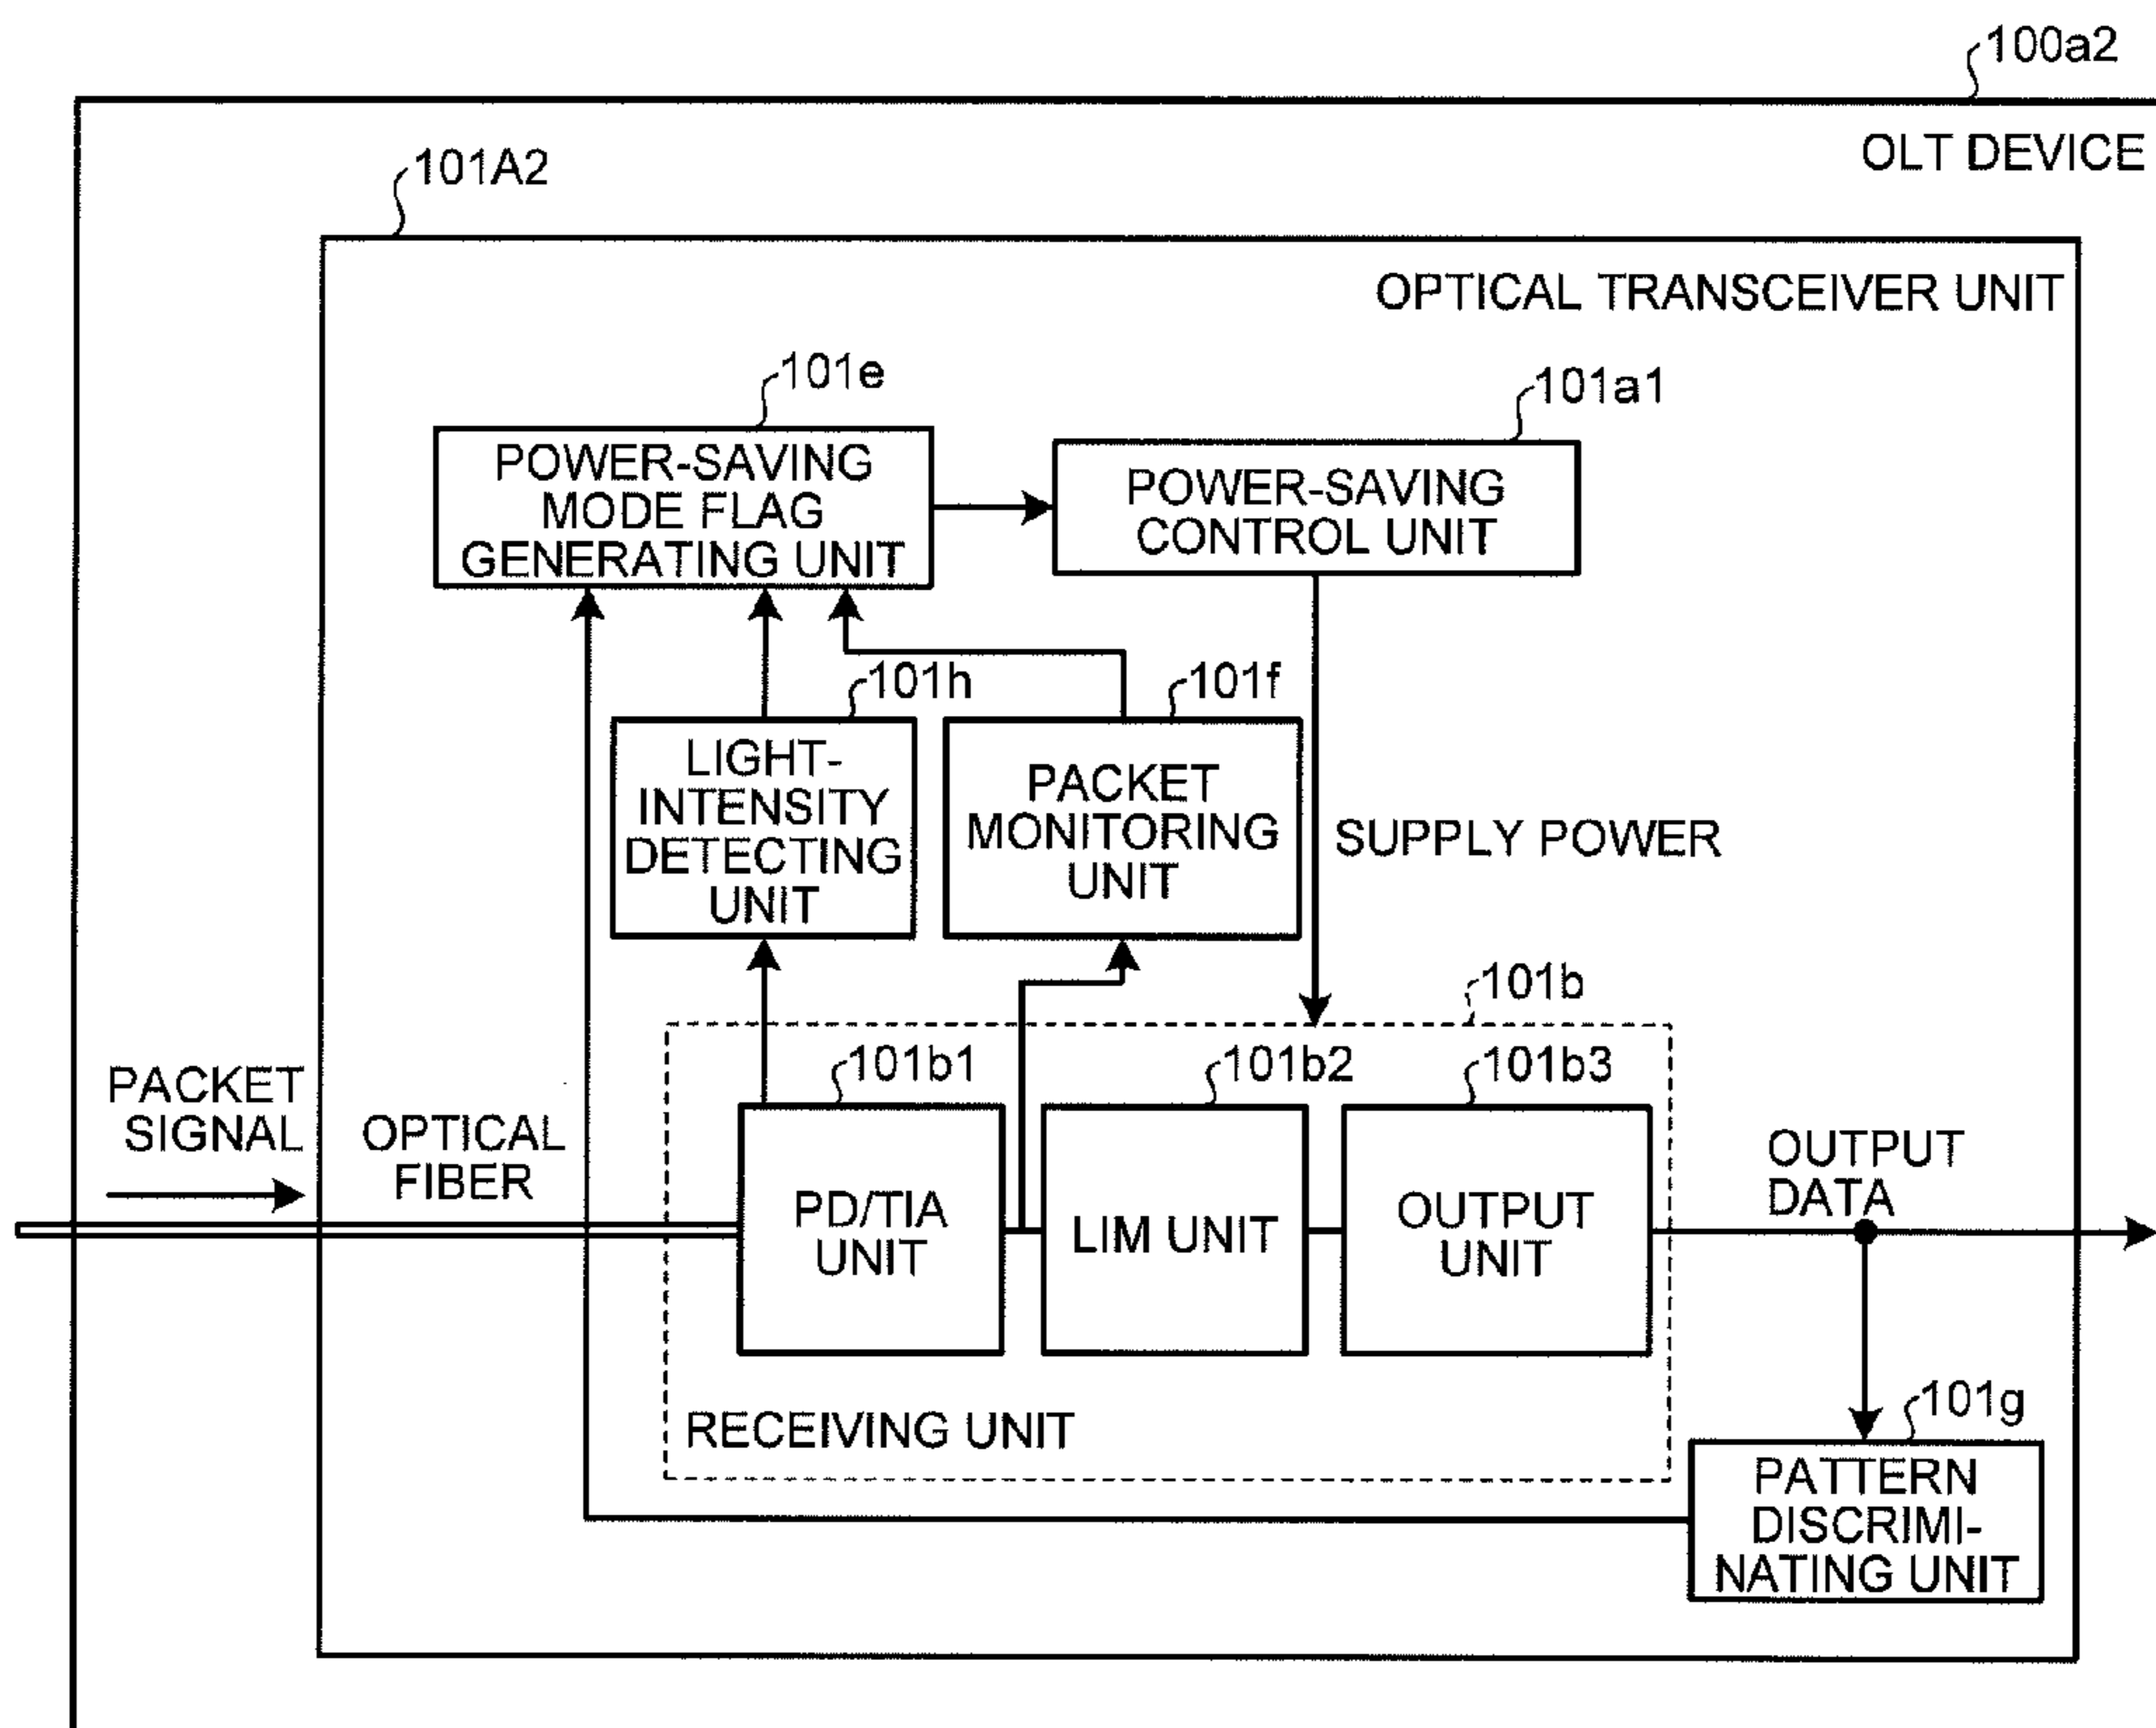 100a2
OLT DEVICE
101A2
OPTICAL TRANSCEIVER UNIT
101e
POWER-SAVING
MODE FLAG
GENERATING UNIT
101a1
POWER-SAVING
CONTROL UNIT
101h
LIGHT-
INTENSITY
DETECTING
UNIT
101f
PACKET
MONITORING
UNIT
SUPPLY POWER
101b
PACKET
SIGNAL
OPTICAL
FIBER
101b1
PD/TIA
UNIT
101b2
LIM UNIT
101b3
OUTPUT
UNIT
OUTPUT
DATA
RECEIVING UNIT
101g
PATTERN
DISCRIMI-
NATING UNIT